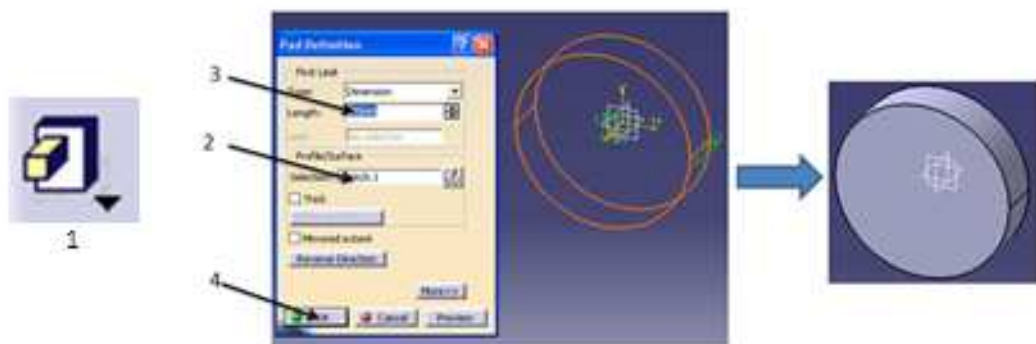 Pad Definition
First Limit
3
Type: Dimension
Length:
2
Profile/Surface
Thick
1
Mirrored extent
Reverse Direction
4
More>>
Cancel
Preview